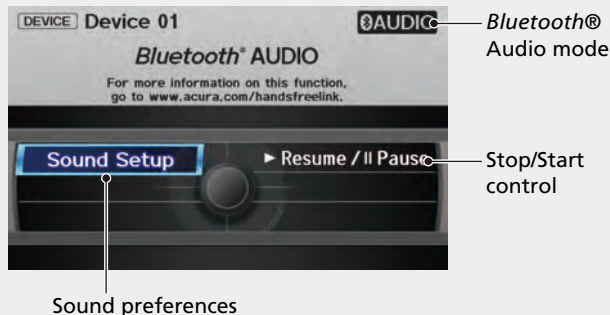 DEVICE Device 01
AUDIO
Bluetooth® AUDIO
For more information on this function,
go to www.acura.com/handsfreelink.
Sound Setup
► Resume / II Pause
Bluetooth®
Audio mode
Stop/Start
control
Sound preferences